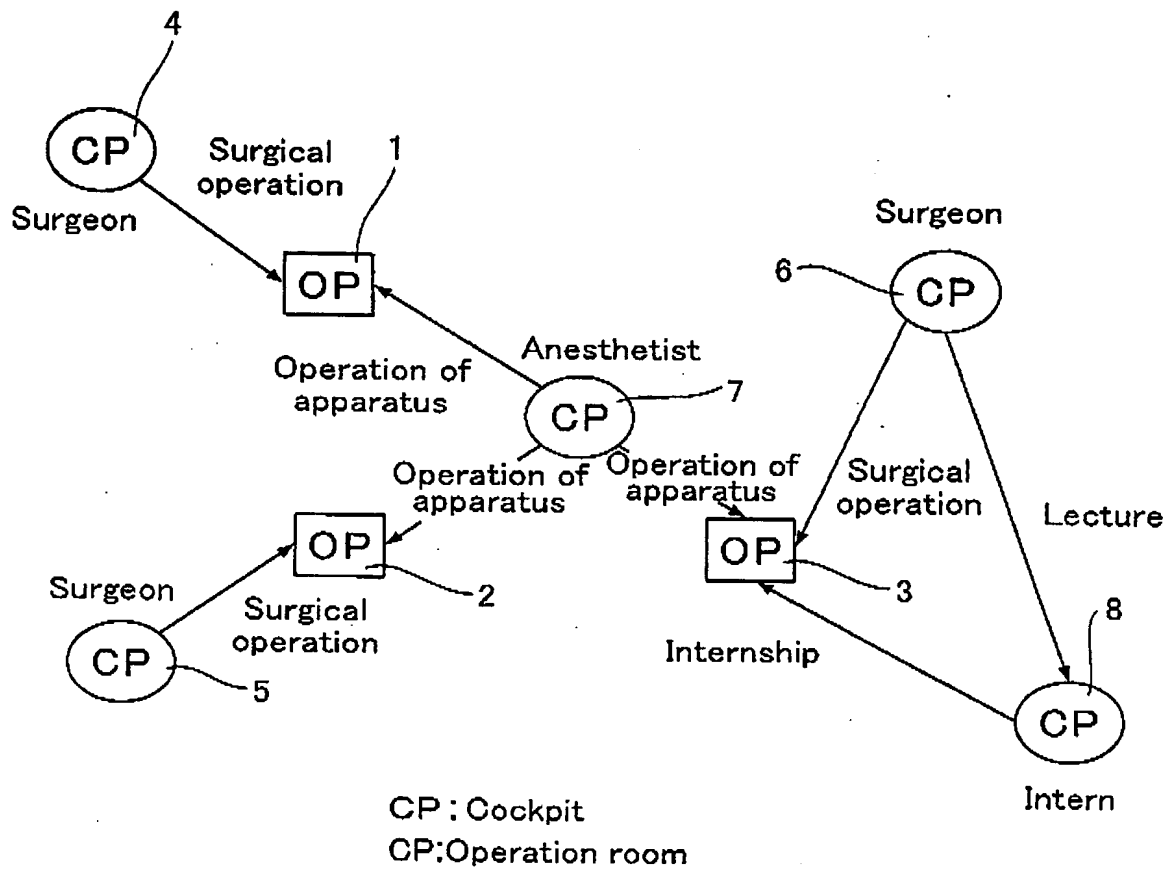 4
CP
Surgeon
Surgical
operation
1
OP
Surgeon
6
CP
Operation of
apparatus
Anesthetist
CP
7
Operation of
apparatus
Operation of
apparatus
Surgical
operation
Lecture
OP
2
OP
3
Surgeon
CP
5
Surgical
operation
Internship
8
CP
Intern
CP : Cockpit
CP:Operation room